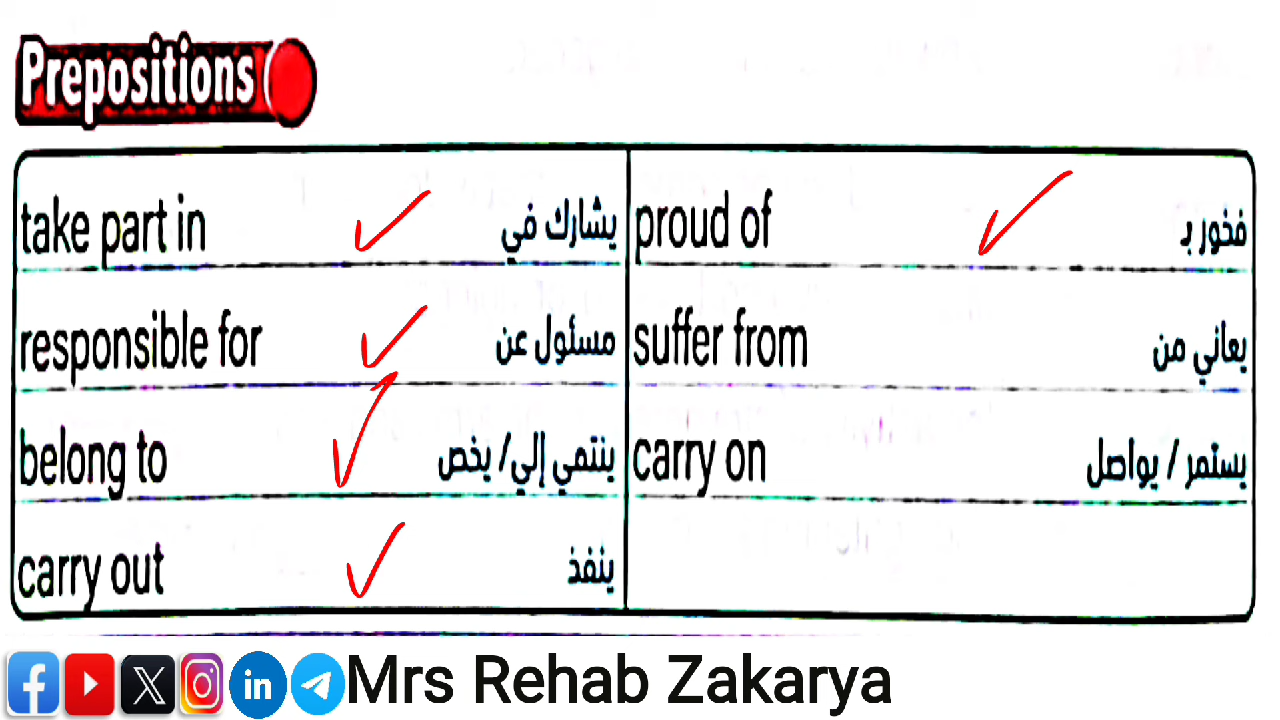 Prepositions
take part in يشارك في
proud of فخور بـ
responsible for مسئول عن
suffer from يعاني من
belong to ينتمي إلي/ يخص
carry on يستمر / يواصل
carry out ينفذ
Mrs Rehab Zakarya